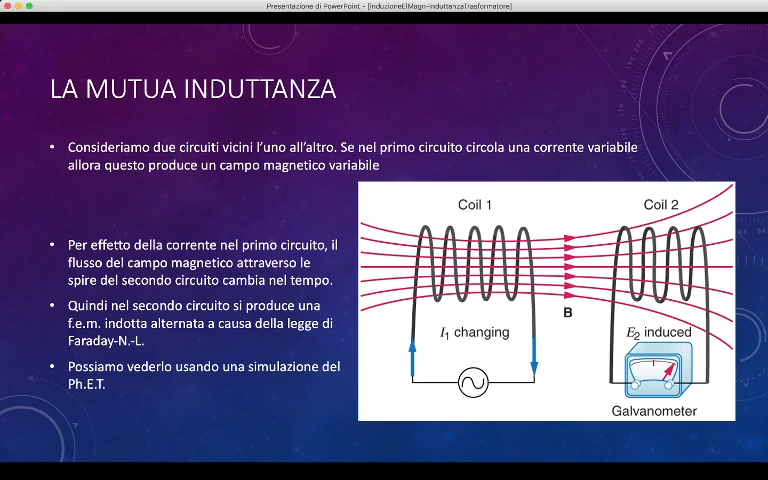 Presentazione di PowerPoint - [InduzioneElMagn-InduttanzaTrasformatore]
LA MUTUA INDUTTANZA
• Consideriamo due circuiti vicini l'uno all'altro. Se nel primo circuito circola una corrente variabile
allora questo produce un campo magnetico variabile
• Per effetto della corrente nel primo circuito, il
flusso del campo magnetico attraverso le
spire del secondo circuito cambia nel tempo.
• Quindi nel secondo circuito si produce una
f.e.m. indotta alternata a causa della legge di
Faraday-N.-L.
• Possiamo vederlo usando una simulazione del
Ph.E.T.
Coil 1
Coil 2
B
I1 changing
E2 induced
Galvanometer